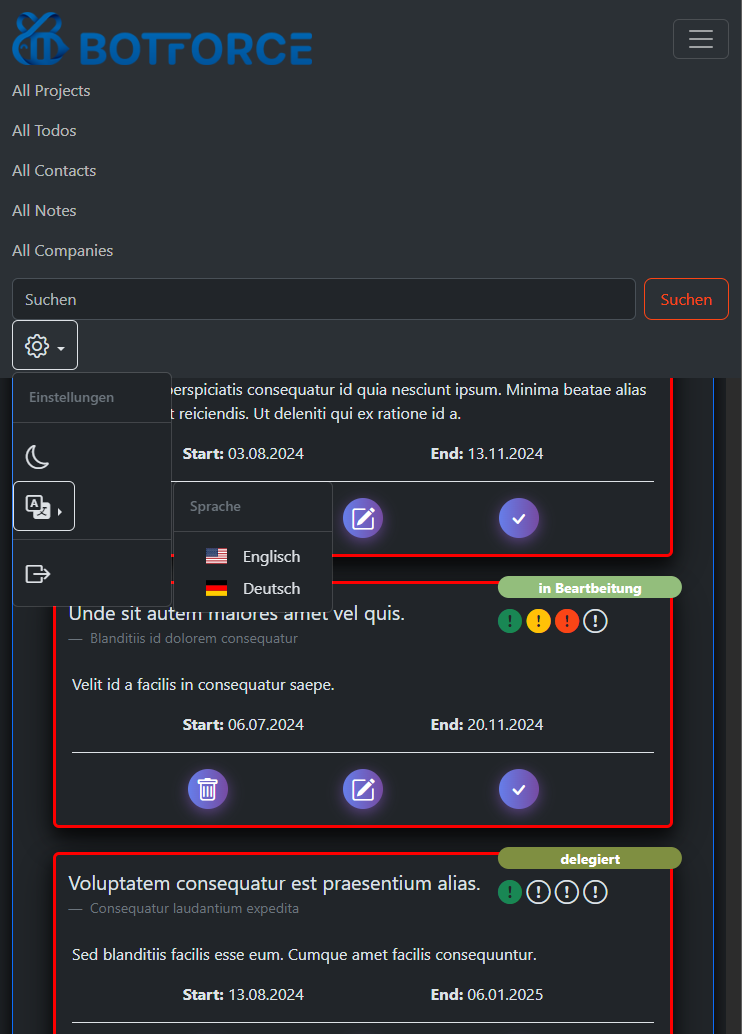 BOTFORCE
All Projects
All Todos
All Contacts
All Notes
All Companies
Suchen
Suchen
Einstellungen
perspiciatis consequatur id quia nesciunt ipsum. Minima beatae alias
reiciendis. Ut deleniti qui ex ratione id a.
Start: 03.08.2024 End: 13.11.2024
Sprache
Englisch
Deutsch
in Beartbeitung
Unde sit autem maiores amet vel quis.
— Blanditiis id dolorem consequatur
Velit id a facilis in consequatur saepe.
Start: 06.07.2024 End: 20.11.2024
delegiert
Voluptatem consequatur est praesentium alias.
— Consequatur laudantium expedita
Sed blanditiis facilis esse eum. Cumque amet facilis consequuntur.
Start: 13.08.2024 End: 06.01.2025